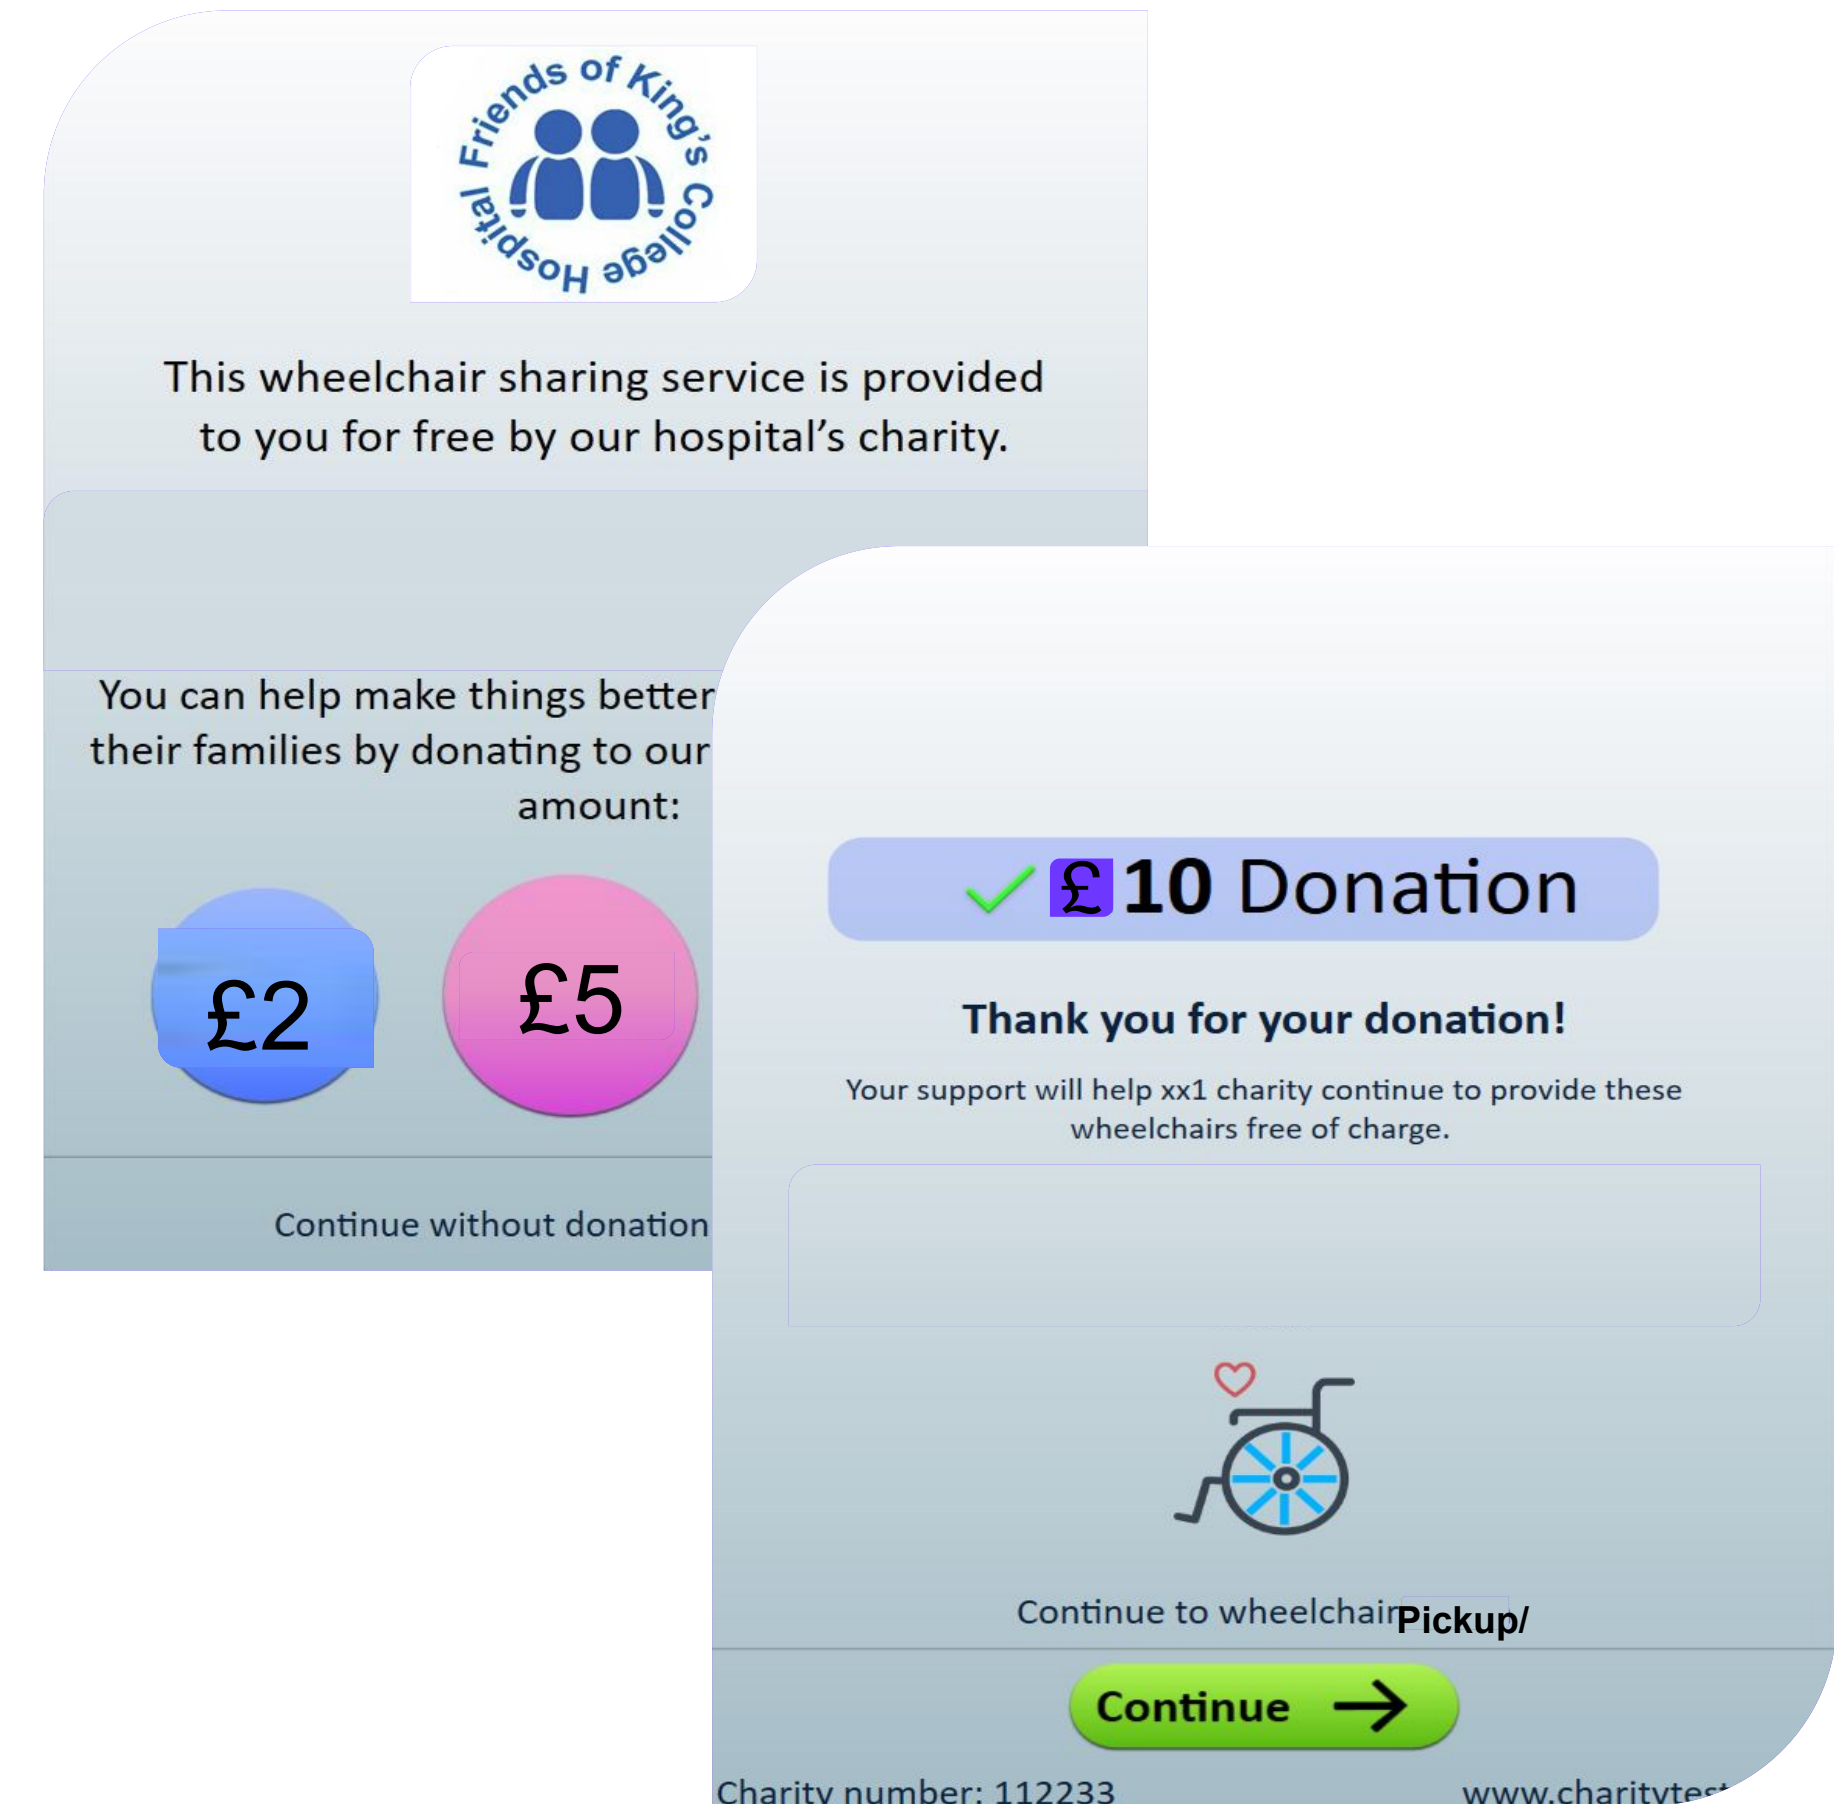 Friends of King's College Hospital
This wheelchair sharing service is provided
to you for free by our hospital’s charity.
You can help make things better
their families by donating to our
amount:
£2
£5
Continue without donation
£10 Donation
Thank you for your donation!
Your support will help xx1 charity continue to provide these
wheelchairs free of charge.
Continue to wheelchair Pickup/
Continue
Charity number: 112233
www.charitytest